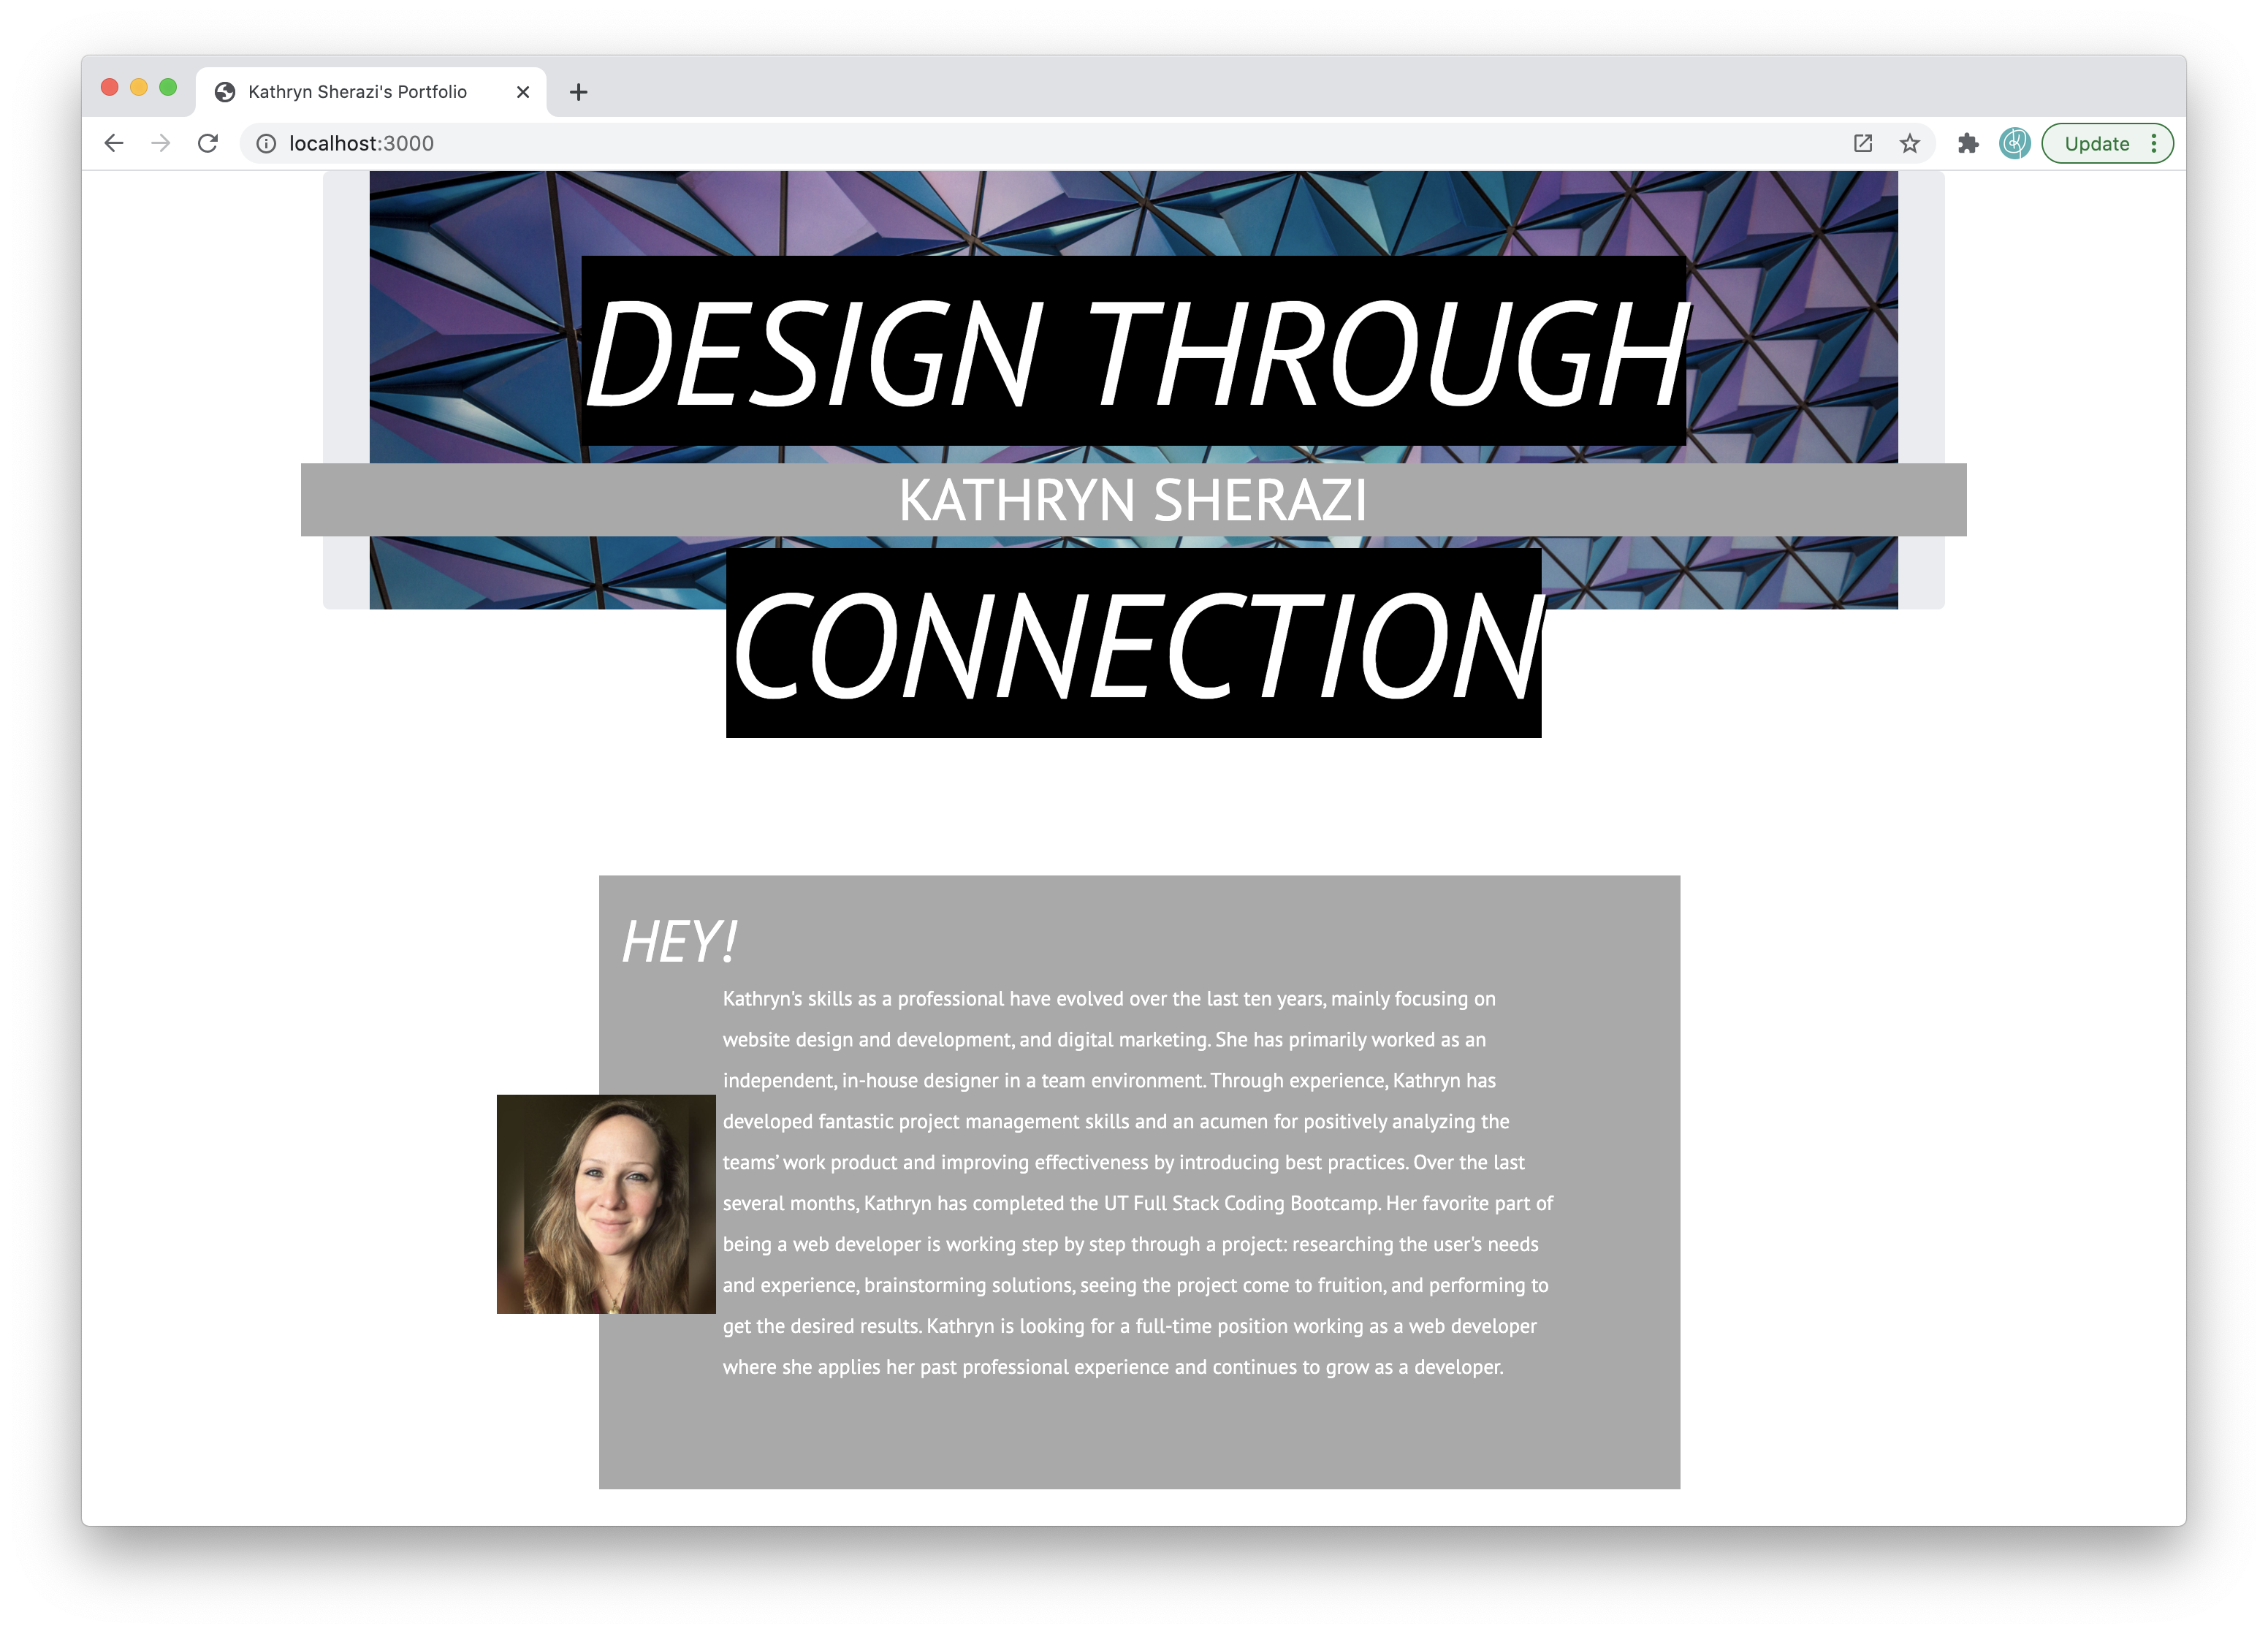 Kathryn Sherazi's Portfolio
localhost:3000
Update
DESIGN THROUGH
KATHRYN SHERAZI
CONNECTION
HEY!
Kathryn's skills as a professional have evolved over the last ten years, mainly focusing on
website design and development, and digital marketing. She has primarily worked as an
independent, in-house designer in a team environment. Through experience, Kathryn has
developed fantastic project management skills and an acumen for positively analyzing the
teams’ work product and improving effectiveness by introducing best practices. Over the last
several months, Kathryn has completed the UT Full Stack Coding Bootcamp. Her favorite part of
being a web developer is working step by step through a project: researching the user's needs
and experience, brainstorming solutions, seeing the project come to fruition, and performing to
get the desired results. Kathryn is looking for a full-time position working as a web developer
where she applies her past professional experience and continues to grow as a developer.